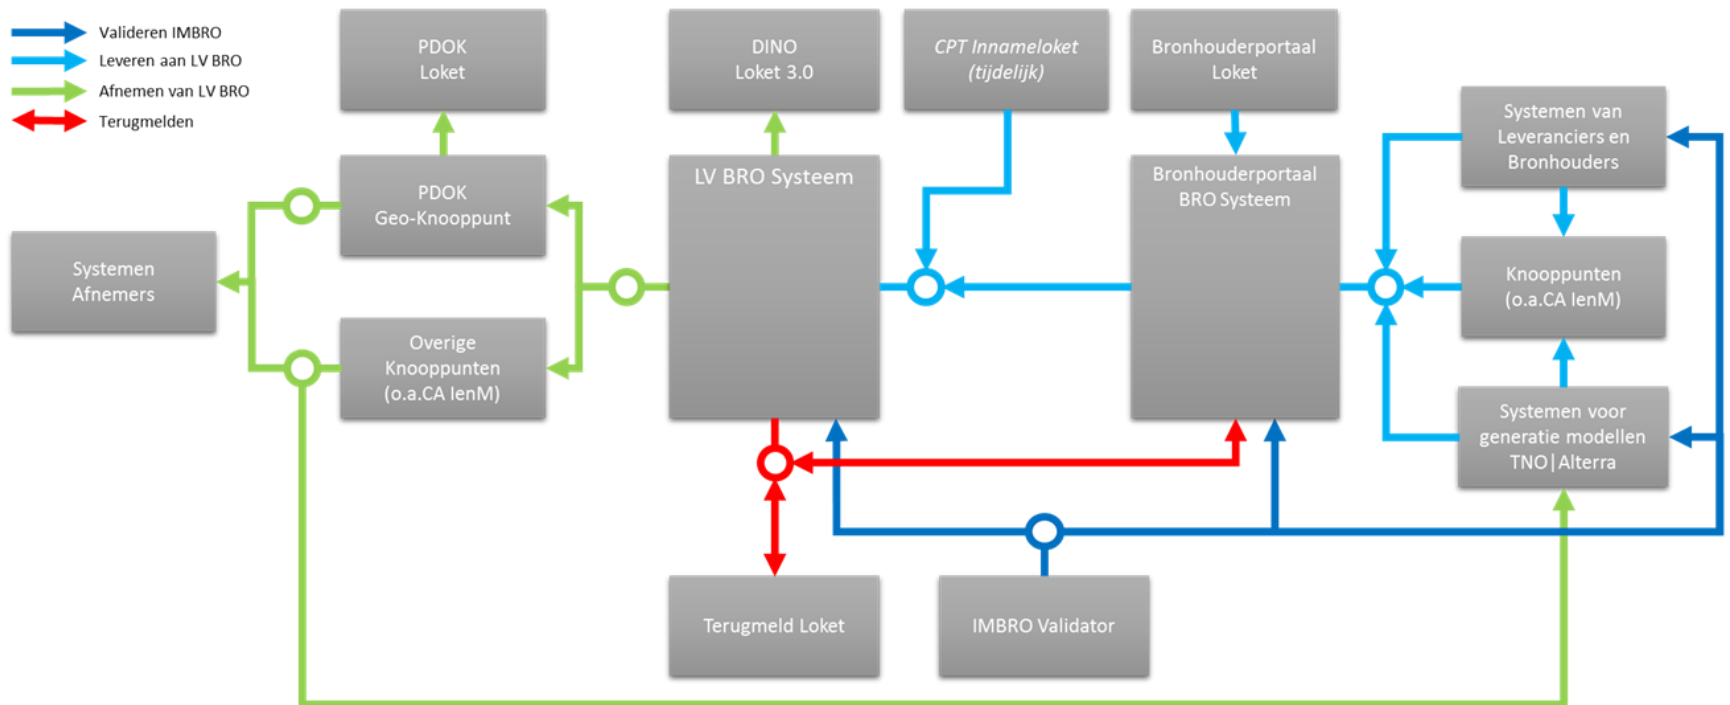 Valideren IMBRO
Leveren aan LV BRO
Afnemen van LV BRO
Terugmelden
PDOK
Loket
DINO
Loket 3.0
CPT Innameloket
(tijdelijk)
Bronhouderportaal
Loket
Systemen van
Leveranciers en
Bronhouders
PDOK
Geo-Knooppunt
LV BRO Systeem
Bronhouderportaal
BRO Systeem
Systemen
Afnemers
Knooppunten
(o.a.CA IenM)
Overige
Knooppunten
(o.a.CA IenM)
Systemen voor
generatie modellen
TNO|Alterra
Terugmeld Loket
IMBRO Validator